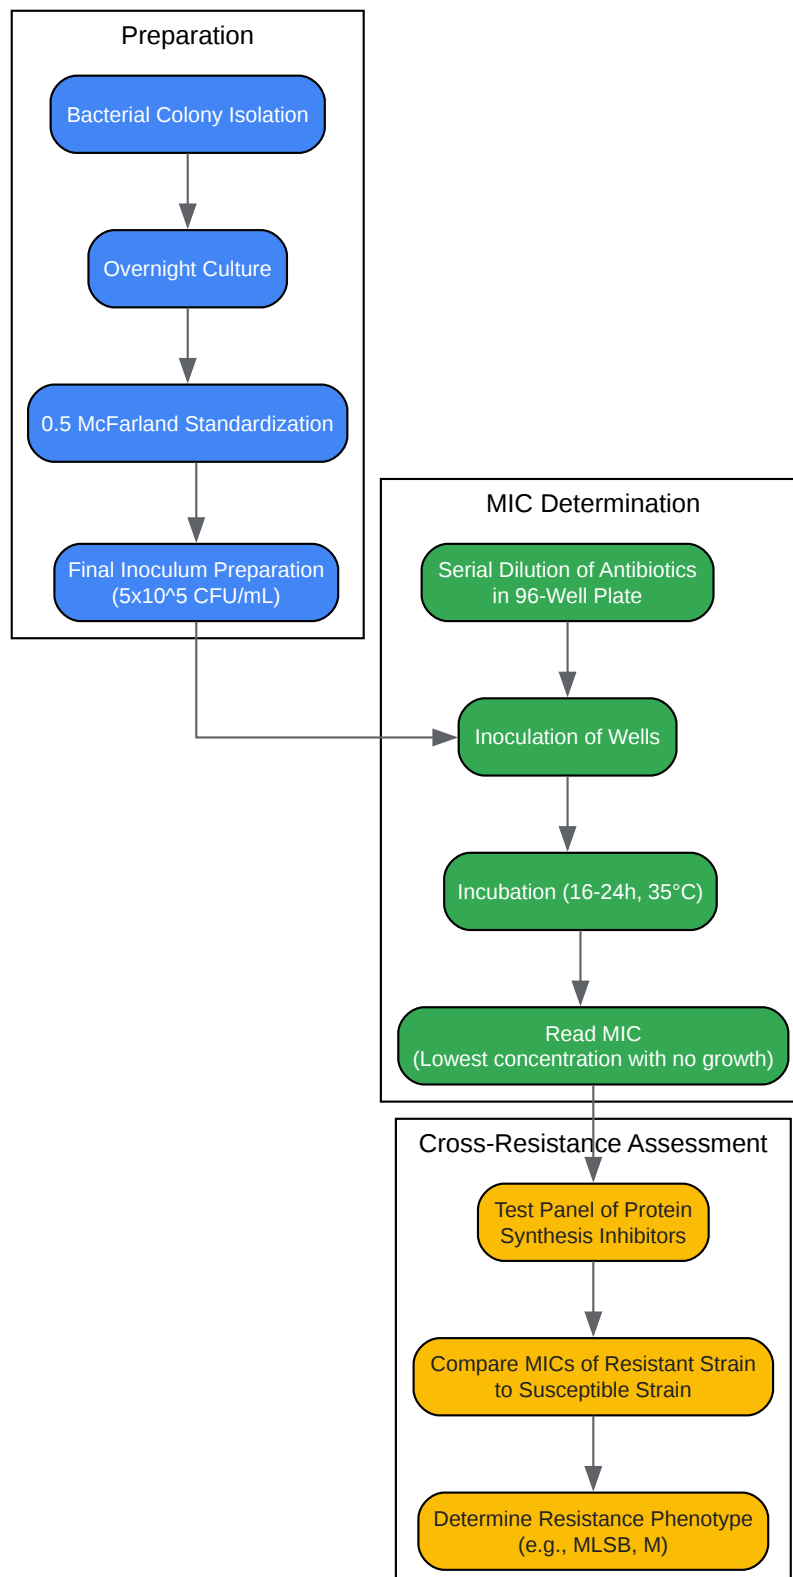 Preparation
Bacterial Colony Isolation
Overnight Culture
0.5 McFarland Standardization
Final Inoculum Preparation
(5x10^5 CFU/mL)
MIC Determination
Serial Dilution of Antibiotics
in 96-Well Plate
Inoculation of Wells
Incubation (16-24h, 35°C)
Read MIC
(Lowest concentration with no growth)
Cross-Resistance Assessment
Test Panel of Protein
Synthesis Inhibitors
Compare MICs of Resistant Strain
to Susceptible Strain
Determine Resistance Phenotype
(e.g., MLSB, M)